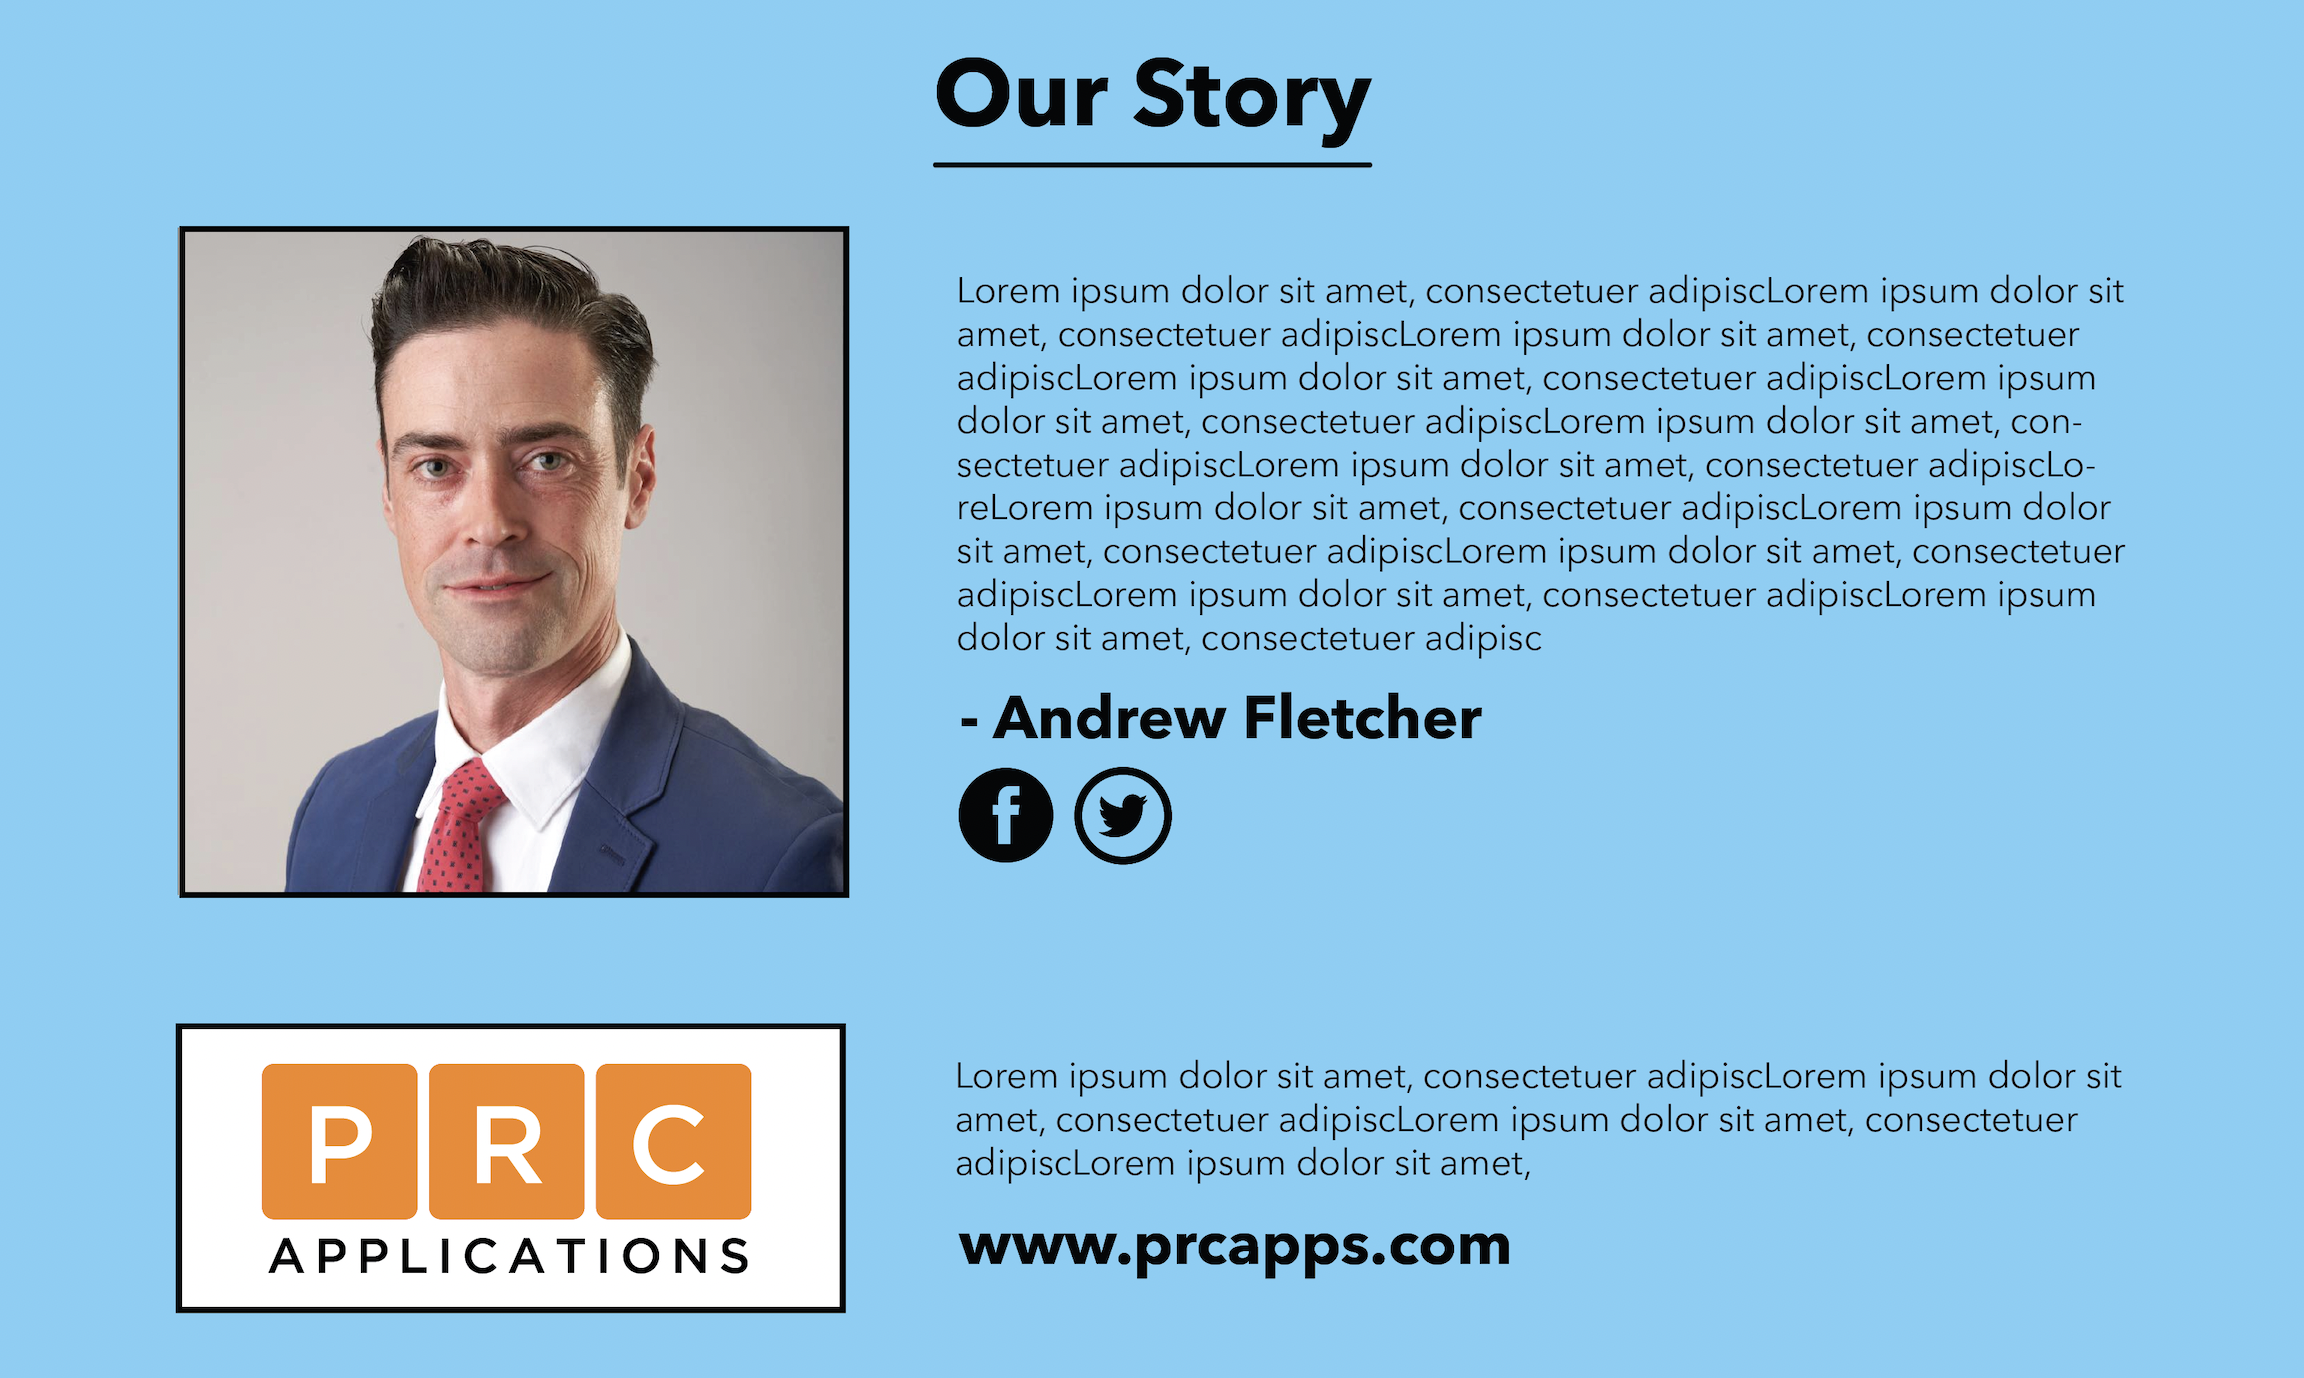 Our Story
Lorem ipsum dolor sit amet, consectetuer adipiscLorem ipsum dolor sit
amet, consectetuer adipiscLorem ipsum dolor sit amet, consectetuer
adipiscLorem ipsum dolor sit amet, consectetuer adipiscLorem ipsum
dolor sit amet, consectetuer adipiscLorem ipsum dolor sit amet, con-
sectetuer adipiscLorem ipsum dolor sit amet, consectetuer adipiscLo-
reLorem ipsum dolor sit amet, consectetuer adipiscLorem ipsum dolor
sit amet, consectetuer adipiscLorem ipsum dolor sit amet, consectetuer
adipiscLorem ipsum dolor sit amet, consectetuer adipiscLorem ipsum
dolor sit amet, consectetuer adipisc
- Andrew Fletcher
f
PRC
APPLICATIONS
Lorem ipsum dolor sit amet, consectetuer adipiscLorem ipsum dolor sit
amet, consectetuer adipiscLorem ipsum dolor sit amet, consectetuer
adipiscLorem ipsum dolor sit amet,
www.prcapps.com